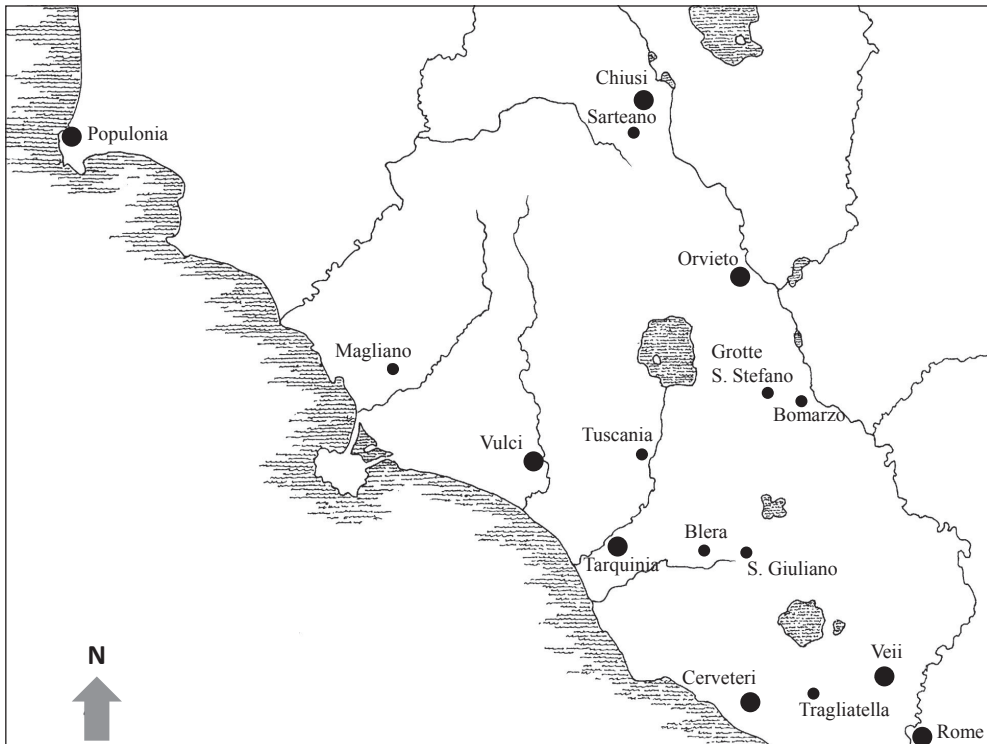 Chiusi
Sarteano
Populonia
Orvieto
Magliano
Grotte
S. Stefano
Bomarzo
Vulci
Tuscania
Tarquinia
Blera
S. Giuliano
N
Veii
Cerveteri
Tragliatella
Rome